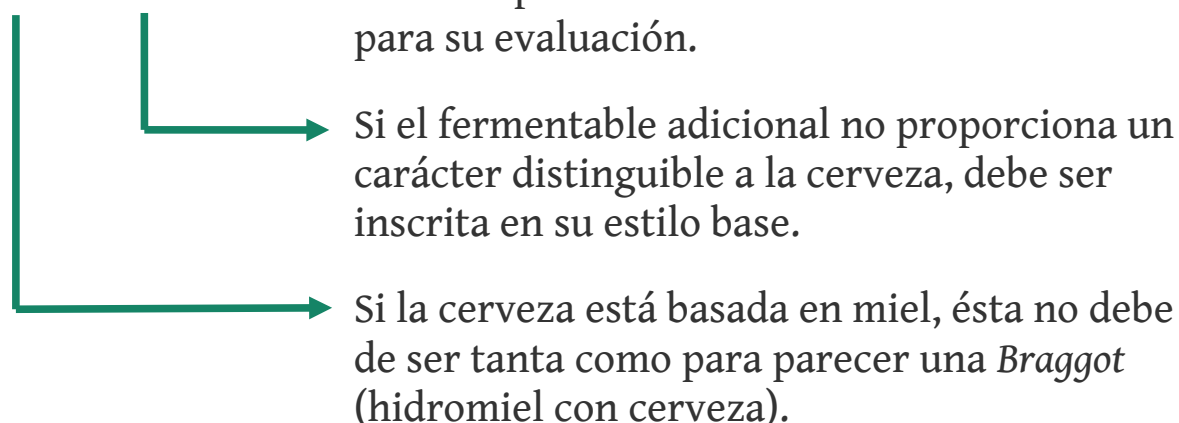 para su evaluación.
Si el fermentable adicional no proporciona un
carácter distinguible a la cerveza, debe ser
inscrita en su estilo base.
Si la cerveza está basada en miel, ésta no debe
de ser tanta como para parecer una Braggot
(hidromiel con cerveza).